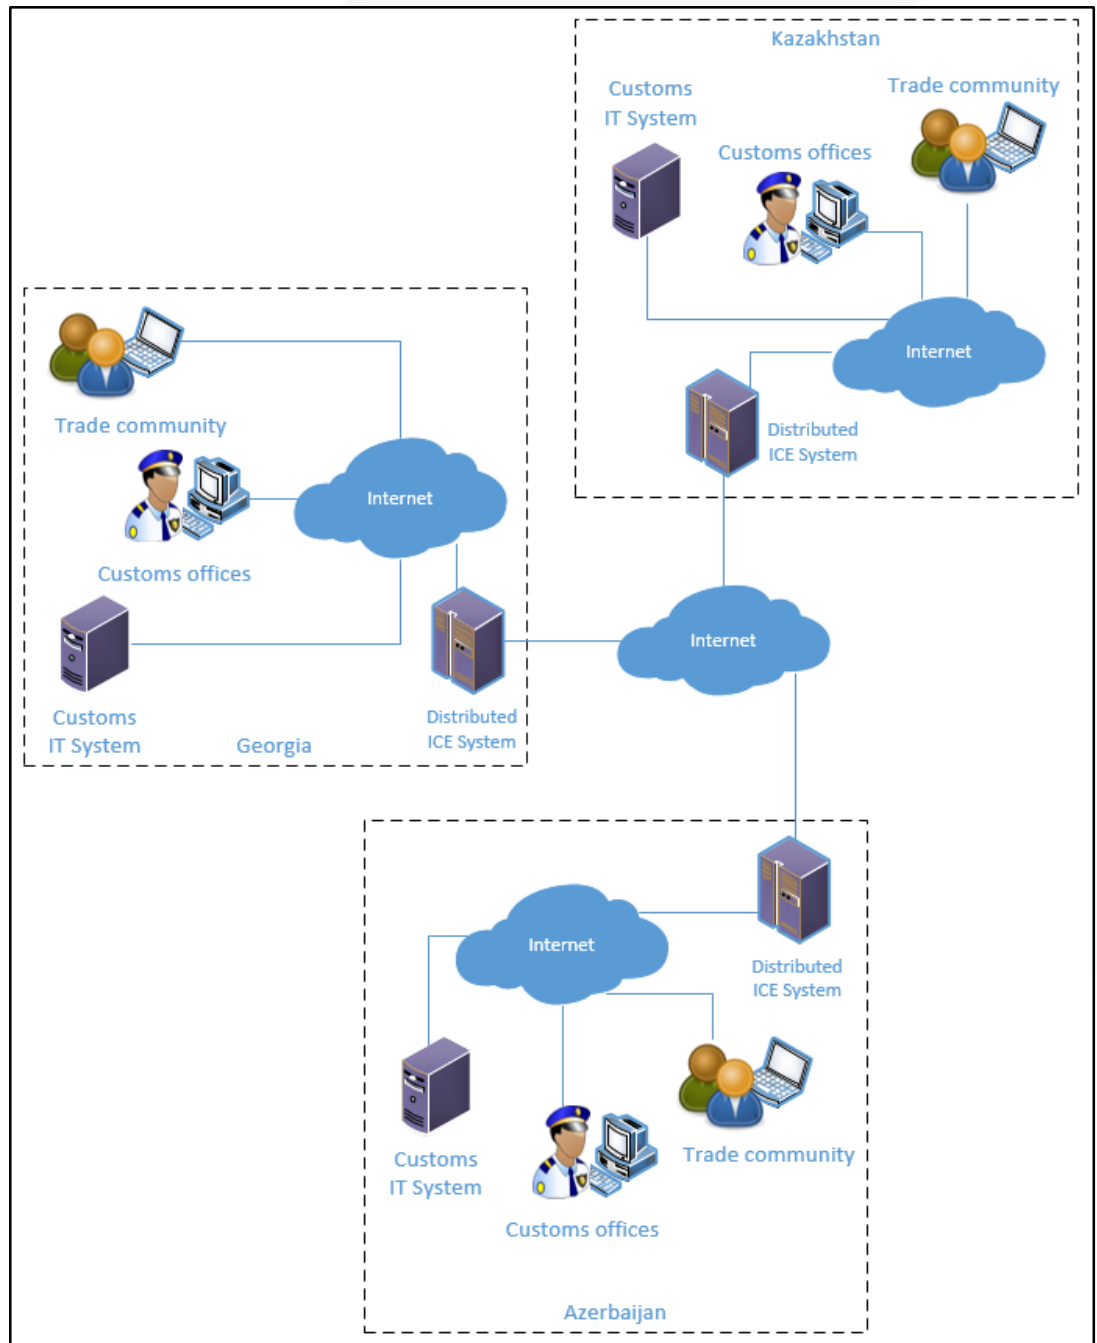 Kazakhstan
Customs
IT System
Trade community
Customs offices
Internet
Distributed
ICE System
Trade community
Internet
Customs offices
Customs
IT System
Georgia
Distributed
ICE System
Internet
Internet
Distributed
ICE System
Customs
IT System
Trade community
Customs offices
Azerbaijan